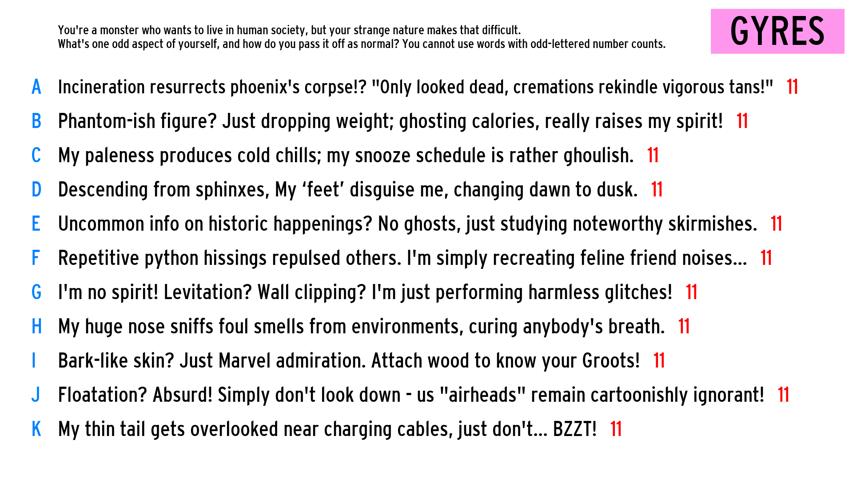 You're a monster who wants to live in human society, but your strange nature makes that difficult.
What's one odd aspect of yourself, and how do you pass it off as normal? You cannot use words with odd-lettered number counts.
GYRES
A Incineration resurrects phoenix's corpse!? "Only looked dead, cremations rekindle vigorous tans!" 11
B Phantom-ish figure? Just dropping weight; ghosting calories, really raises my spirit! 11
C My paleness produces cold chills; my snooze schedule is rather ghoulish. 11
D Descending from sphinxes, My ‘feet’ disguise me, changing dawn to dusk. 11
E Uncommon info on historic happenings? No ghosts, just studying noteworthy skirmishes. 11
F Repetitive python hissings repulsed others. I'm simply recreating feline friend noises... 11
G I'm no spirit! Levitation? Wall clipping? I'm just performing harmless glitches! 11
H My huge nose sniffs foul smells from environments, curing anybody's breath. 11
I Bark-like skin? Just Marvel admiration. Attach wood to know your Groots! 11
J Floatation? Absurd! Simply don't look down - us "airheads" remain cartoonishly ignorant! 11
K My thin tail gets overlooked near charging cables, just don't... BZZT! 11